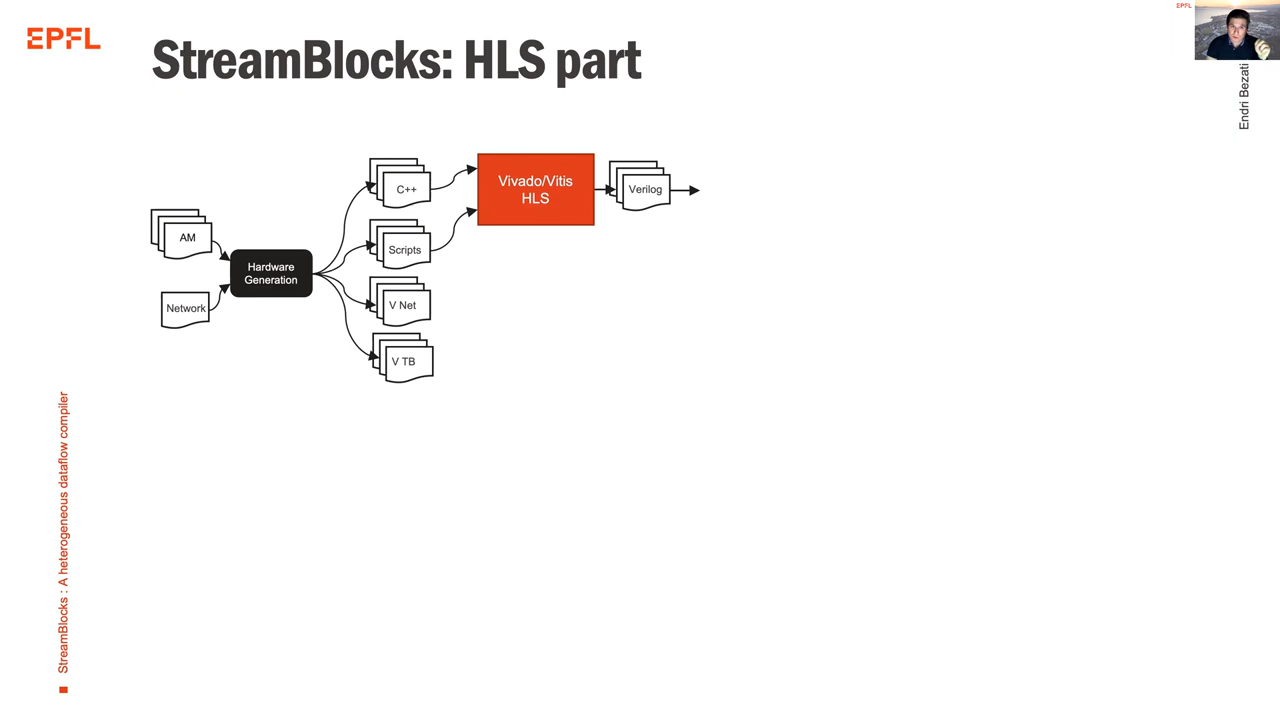 EPFL
StreamBlocks: HLS part
EPFL
Endri Bezati
C++
Vivado/Vitis
HLS
Verilog
AM
Scripts
Hardware
Generation
Network
V Net
V TB
StreamBlocks : A heterogeneous dataflow compiler